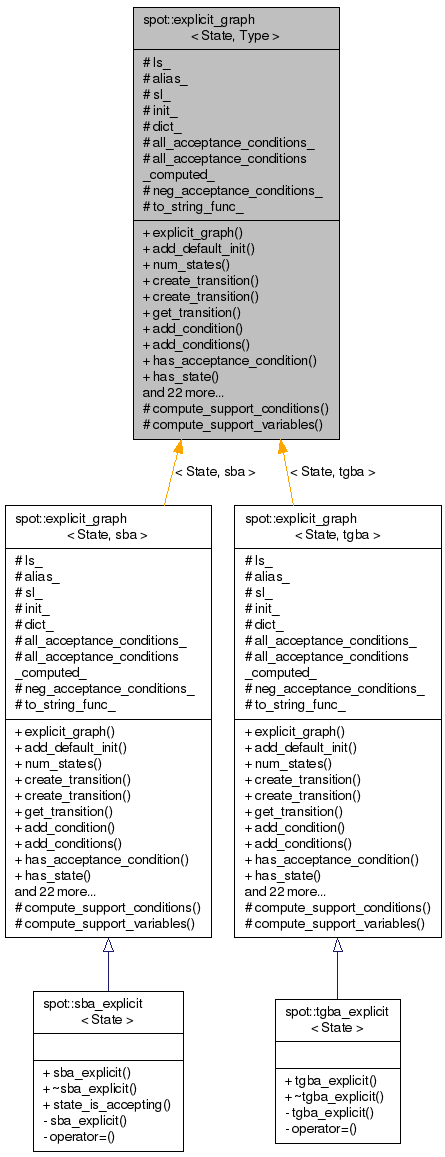 spot::explicit_graph
< State, Type >
# ls_
# alias_
# sl_
# init_
# dict_
# all_acceptance_conditions_
# all_acceptance_conditions
_computed_
# neg_acceptance_conditions_
# to_string_func_
+ explicit_graph()
+ add_default_init()
+ num_states()
+ create_transition()
+ create_transition()
+ get_transition()
+ add_condition()
+ add_conditions()
+ has_acceptance_condition()
+ has_state()
and 22 more...
# compute_support_conditions()
# compute_support_variables()
< State, sba >
< State, tgba >
spot::explicit_graph
< State, sba >
# ls_
# alias_
# sl_
# init_
# dict_
# all_acceptance_conditions_
# all_acceptance_conditions
_computed_
# neg_acceptance_conditions_
# to_string_func_
+ explicit_graph()
+ add_default_init()
+ num_states()
+ create_transition()
+ create_transition()
+ get_transition()
+ add_condition()
+ add_conditions()
+ has_acceptance_condition()
+ has_state()
and 22 more...
# compute_support_conditions()
# compute_support_variables()
spot::explicit_graph
< State, tgba >
# ls_
# alias_
# sl_
# init_
# dict_
# all_acceptance_conditions_
# all_acceptance_conditions
_computed_
# neg_acceptance_conditions_
# to_string_func_
+ explicit_graph()
+ add_default_init()
+ num_states()
+ create_transition()
+ create_transition()
+ get_transition()
+ add_condition()
+ add_conditions()
+ has_acceptance_condition()
+ has_state()
and 22 more...
# compute_support_conditions()
# compute_support_variables()
spot::sba_explicit
< State >
+ sba_explicit()
+ ~sba_explicit()
+ state_is_accepting()
- sba_explicit()
- operator=()
spot::tgba_explicit
< State >
+ tgba_explicit()
+ ~tgba_explicit()
- tgba_explicit()
- operator=()